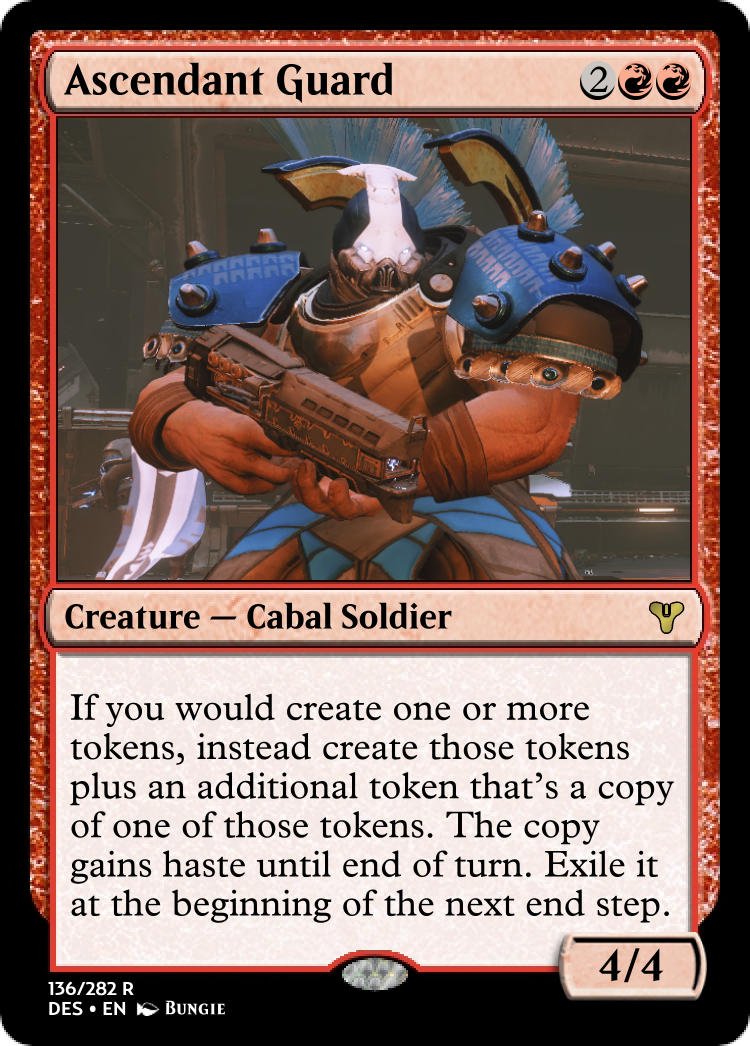 Ascendant Guard 2
Creature — Cabal Soldier
If you would create one or more
tokens, instead create those tokens
plus an additional token that's a copy
of one of those tokens. The copy
gains haste until end of turn. Exile it
at the beginning of the next end step.
4/4
136/282 R
DES • EN Bungie